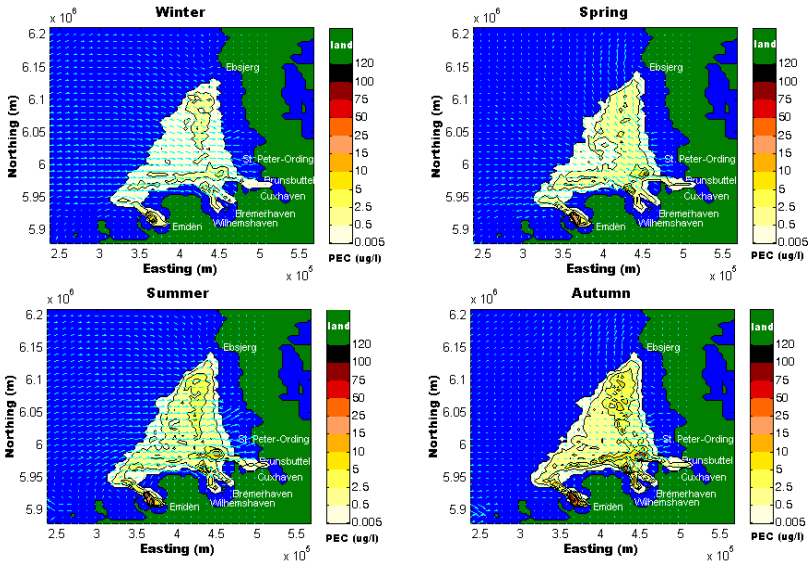 Winter
x 10^6
6.2
6.15
6.1
6.05
6
5.95
5.9
Northing (m)
Ebsjerg
St. Peter-Ording
Brunsbuttel
Cuxhaven
Bremerhaven
Wilhemshaven
Emden
2.5 3 3.5 4 4.5 5 5.5
Easting (m)
x 10^5
land
120
100
75
50
25
15
10
5
2.5
0.005
PEC (ug/l)
Spring
x 10^6
6.2
6.15
6.1
6.05
6
5.95
5.9
Northing (m)
Ebsjerg
St. Peter-Ording
Brunsbuttel
Cuxhaven
Bremerhaven
Wilhemshaven
Emden
2.5 3 3.5 4 4.5 5 5.5
Easting (m)
x 10^5
land
120
100
75
50
25
15
10
5
2.5
0.005
PEC (ug/l)
Summer
x 10^6
6.2
6.15
6.1
6.05
6
5.95
5.9
Northing (m)
Ebsjerg
St. Peter-Ording
Brunsbuttel
Cuxhaven
Bremerhaven
Wilhemshaven
Emden
2.5 3 3.5 4 4.5 5 5.5
Easting (m)
x 10^5
land
120
100
75
50
25
15
10
5
2.5
0.005
PEC (ug/l)
Autumn
x 10^6
6.2
6.15
6.1
6.05
6
5.95
5.9
Northing (m)
Ebsjerg
St. Peter-Ording
Brunsbuttel
Cuxhaven
Bremerhaven
Wilhemshaven
Emden
2.5 3 3.5 4 4.5 5 5.5
Easting (m)
x 10^5
land
120
100
75
50
25
15
10
5
2.5
0.005
PEC (ug/l)